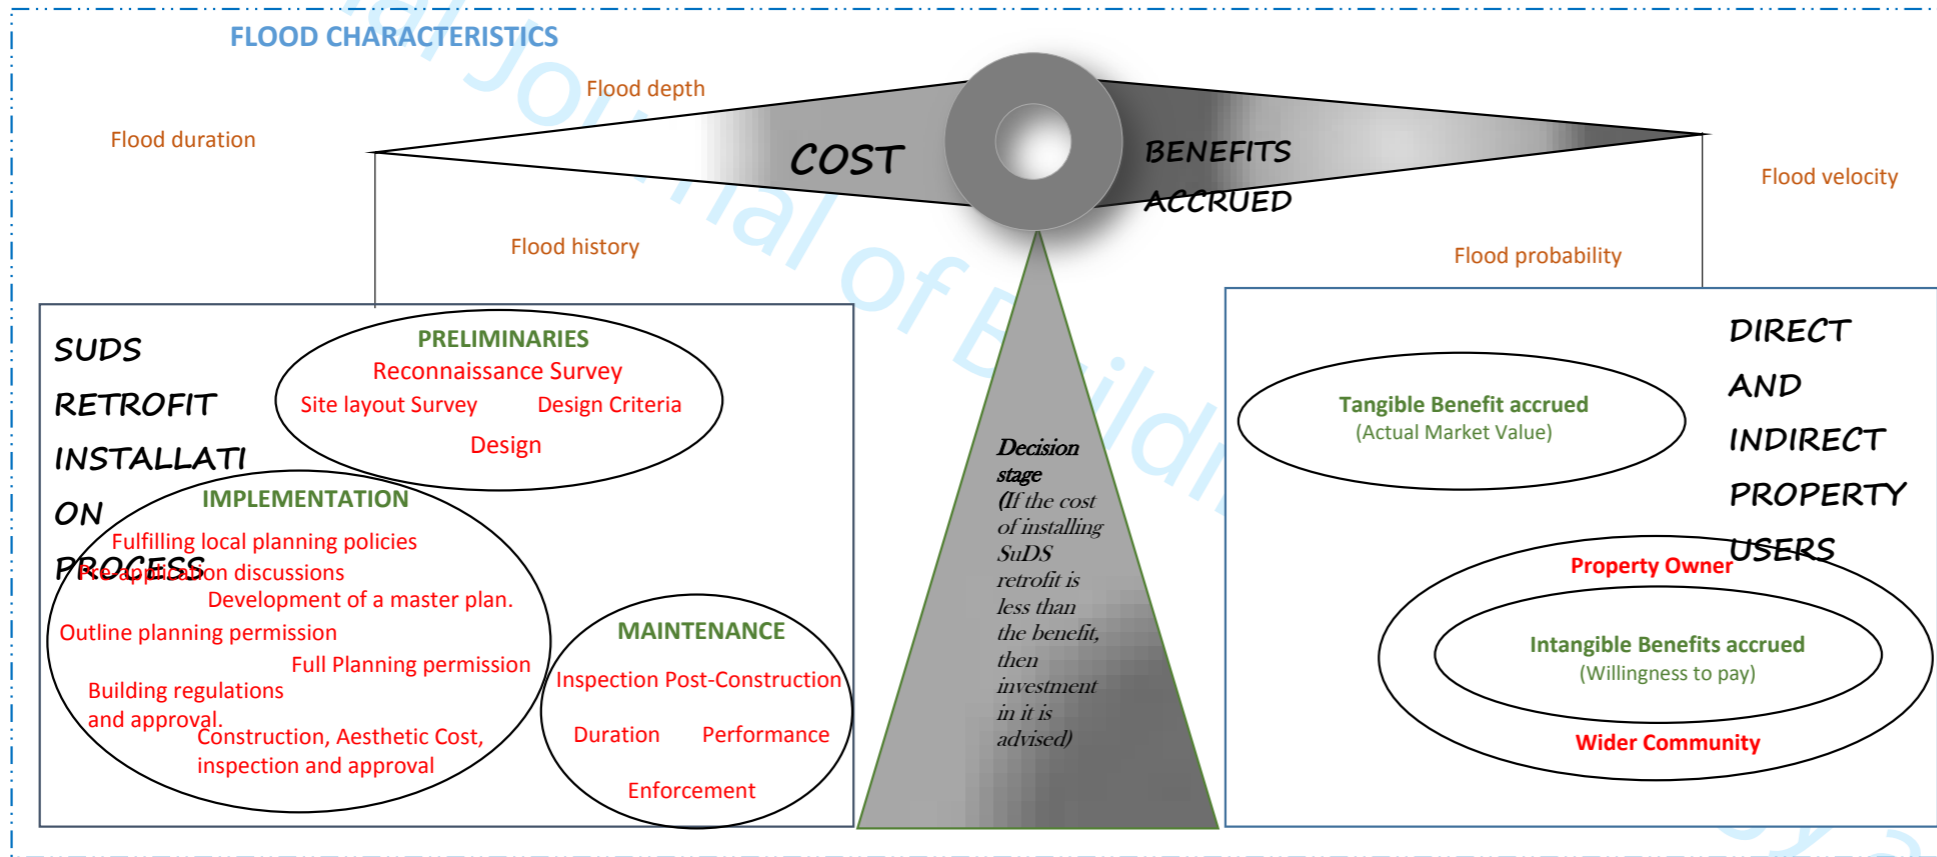 FLOOD CHARACTERISTICS
Flood depth
Flood duration
COST
BENEFITS
ACCRUED
Flood velocity
Flood history
Flood probability
SUDS
RETROFIT
INSTALLATI
ON
PROCESS
PRELIMINARIES
Reconnaissance Survey
Site layout Survey Design Criteria
Design
IMPLEMENTATION
Fulfilling local planning policies
Pre-application discussions
Development of a master plan.
Outline planning permission
Full Planning permission
Building regulations
and approval.
Construction, Aesthetic Cost,
inspection and approval
MAINTENANCE
Inspection Post-Construction
Duration Performance
Enforcement
Decision
stage
(If the cost
of installing
SuDS
retrofit is
less than
the benefit,
then
investment
in it is
advised)
DIRECT
AND
INDIRECT
PROPERTY
USERS
Tangible Benefit accrued
(Actual Market Value)
Property Owner
Intangible Benefits accrued
(Willingness to pay)
Wider Community
Journal of Building